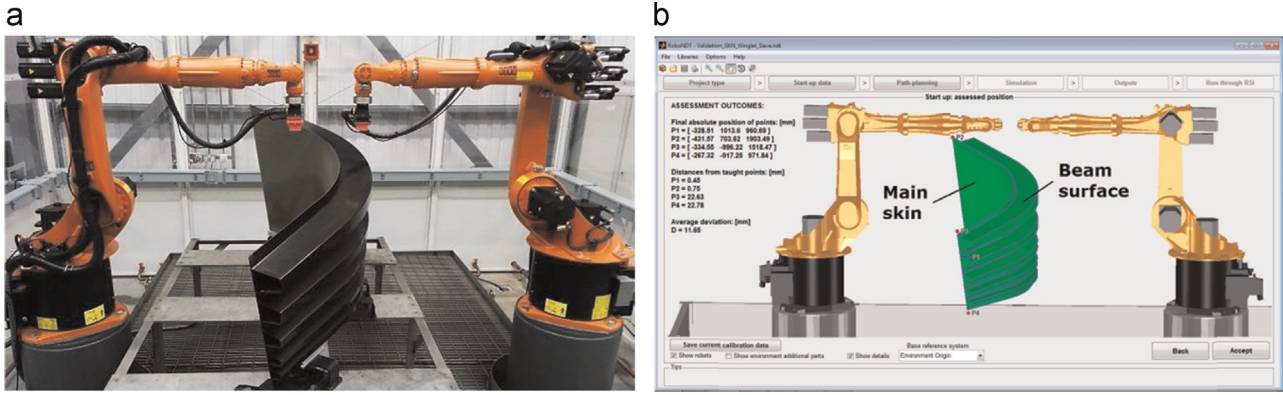 a
b
RoboNDT - Validation_GKN_Winglet_Slave.ndt
File Libraries Options Help
Project type > Start-up data > Path-planning > Simulation > Outputs > Run through RSI
Start up: assessed position
ASSESSMENT OUTCOMES:
Final absolute position of points: [mm]
P1 = [ -328.51 1013.6 960.69 ]
P2 = [ -431.57 703.62 1903.49 ]
P3 = [ -334.55 -996.22 1518.47 ]
P4 = [ -267.32 -917.25 971.84 ]
Distances from taught points: [mm]
P1 = 0.45
P2 = 0.75
P3 = 22.63
P4 = 22.78
Average deviation: [mm]
D = 11.65
P2
Main
skin
Beam
surface
P3
P1
P4
Save current calibration data
Base reference system
Show robots Show environment additional parts Show details Environment Origin
Back Accept
Tips